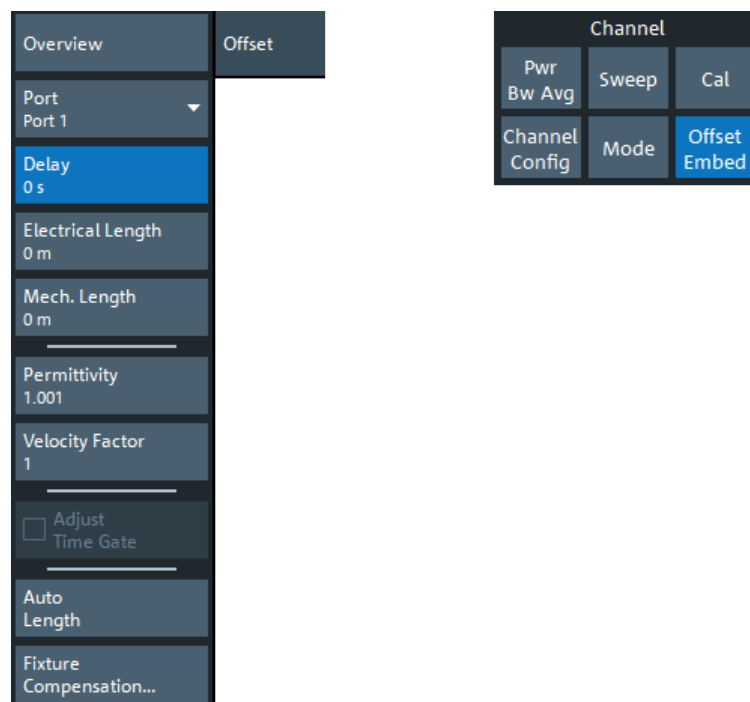 Overview
Offset
Port
Port 1
Delay
0 s
Electrical Length
0 m
Mech. Length
0 m
Permittivity
1.001
Velocity Factor
1
Adjust
Time Gate
Auto
Length
Fixture
Compensation...
Channel
Pwr
Bw Avg
Sweep
Cal
Channel
Config
Mode
Offset
Embed